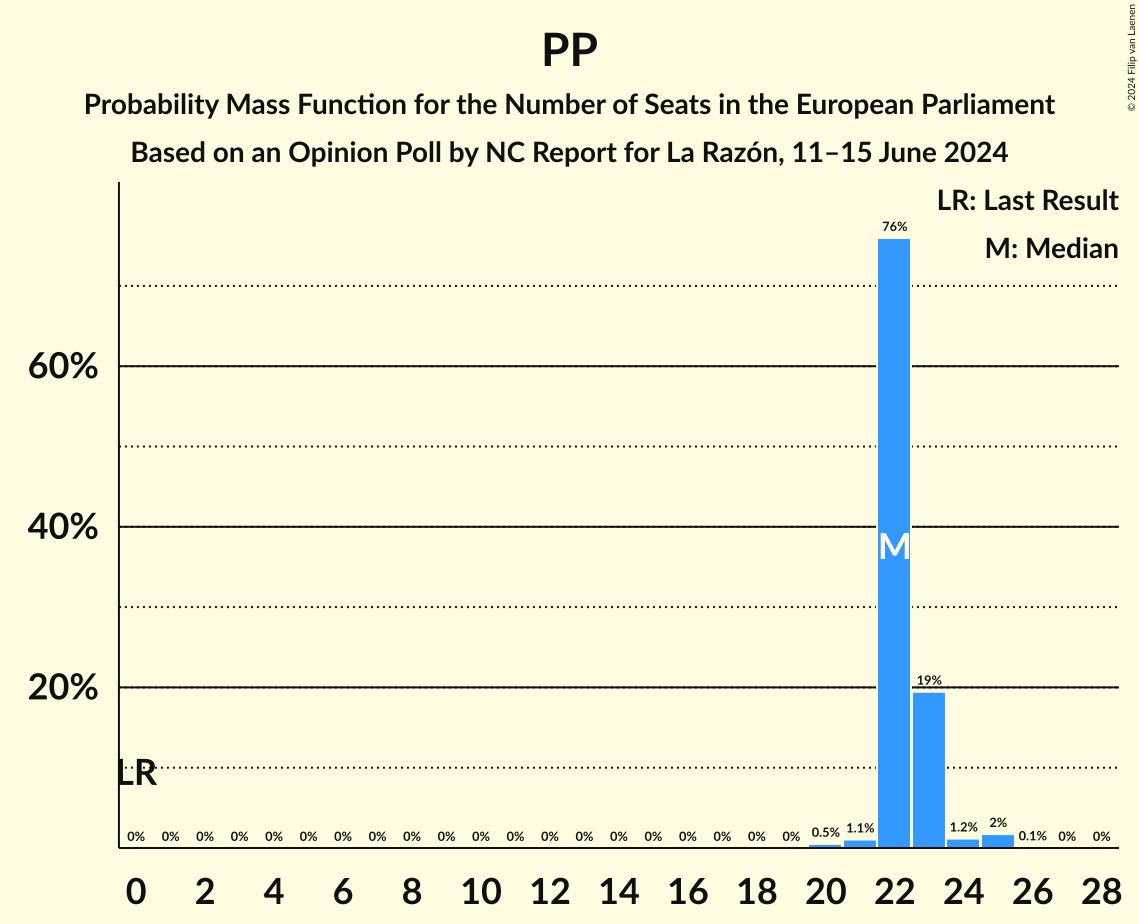 PP
Probability Mass Function for the Number of Seats in the European Parliament
Based on an Opinion Poll by NC Report for La Razón, 11–15 June 2024
© 2024 Filip van Laenen
LR: Last Result
M: Median
76%
60%
40%
M
20%
19%
LR
0% 0% 0% 0% 0% 0% 0% 0% 0% 0% 0% 0% 0% 0% 0% 0% 0% 0% 0% 0% 0.5% 1.1% 1.2% 2% 0.1% 0% 0%
0 2 4 6 8 10 12 14 16 18 20 22 24 26 28